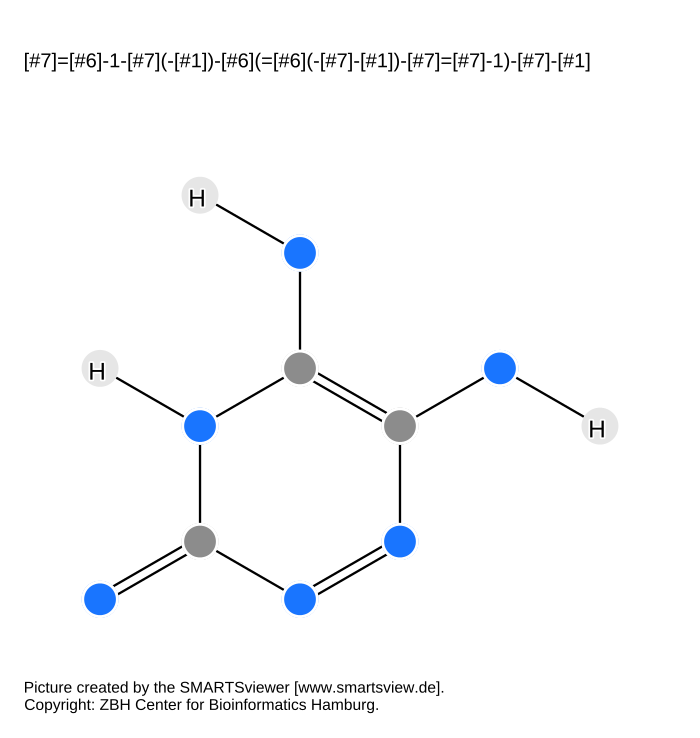 [#7]=[#6]-1-[#7](-[#1])-[#6](=[#6](-[#7]-[#1])-[#7]=[#7]-1)-[#7]-[#1]
H
H
H
Picture created by the SMARTSviewer [www.smartsview.de].
Copyright: ZBH Center for Bioinformatics Hamburg.